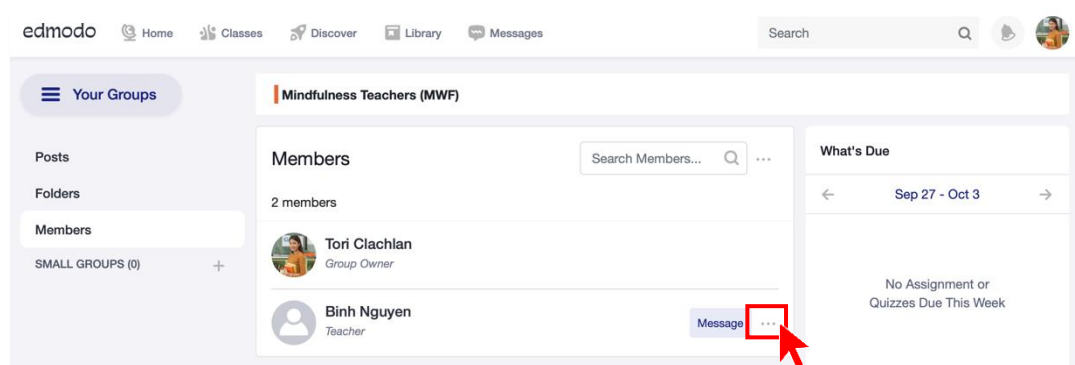 edmodo Home Classes Discover Library Messages Search
Your Groups
Mindfulness Teachers (MWF)
Posts
Folders
Members
SMALL GROUPS (0) +
Members Search Members... ...
2 members
Tori Clachlan
Group Owner
Binh Nguyen
Teacher
Message ...
What's Due
← Sep 27 - Oct 3 →
No Assignment or
Quizzes Due This Week